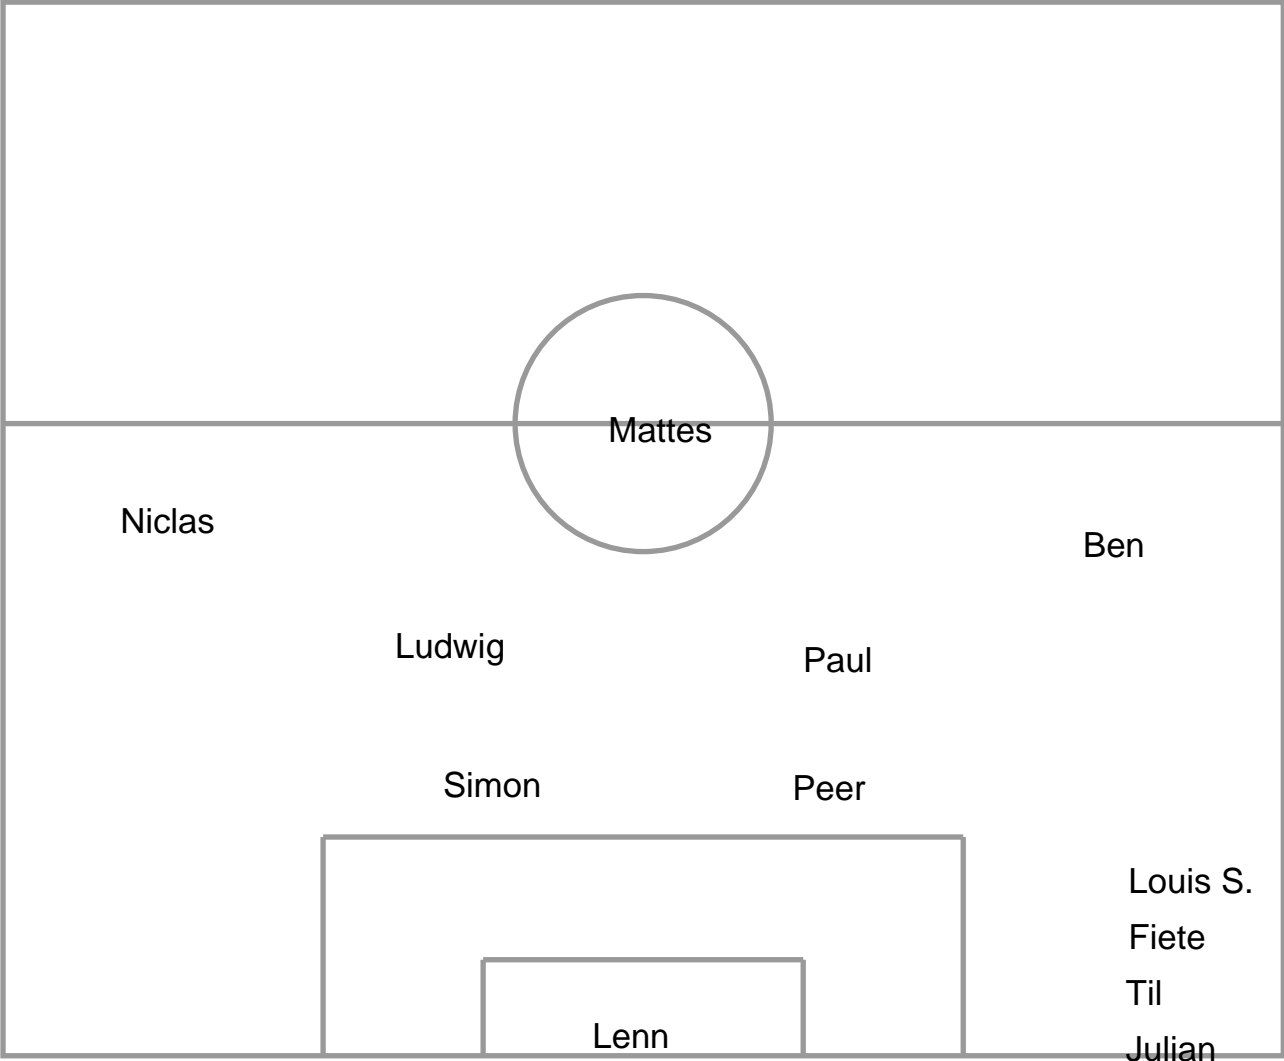 Mattes
Niclas
Ben
Ludwig
Paul
Simon
Peer
Louis S.
Fiete
Til
Lenn
Julian